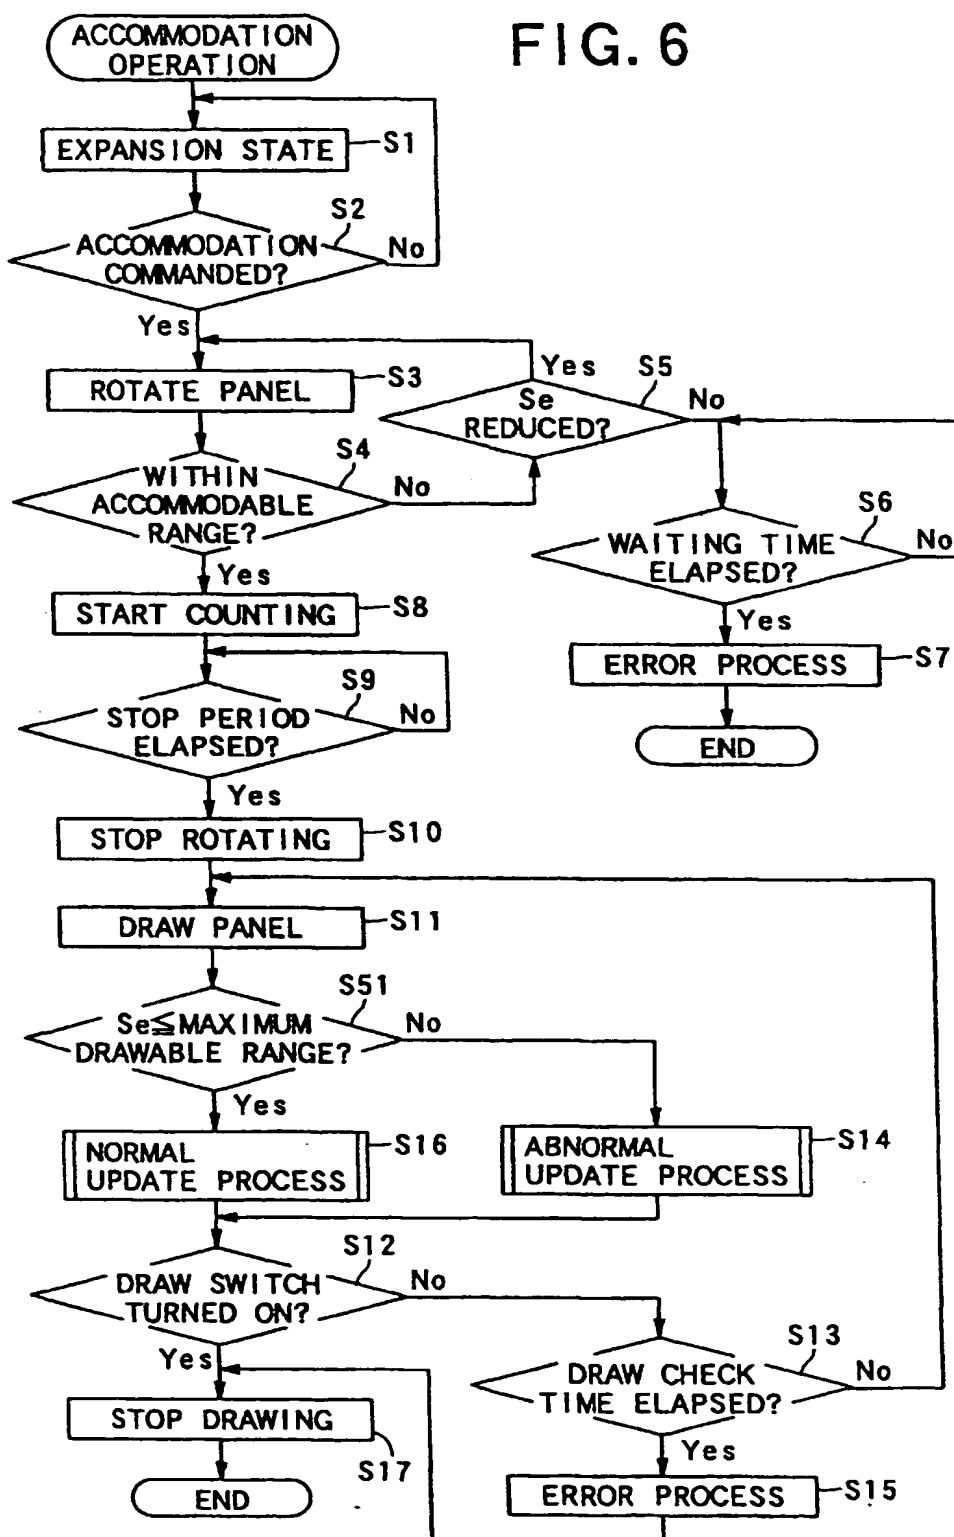 FIG. 6
ACCOMMODATION
OPERATION
EXPANSION STATE
S1
S2
ACCOMMODATION
COMMANDED?
No
Yes
ROTATE PANEL
S3
Yes
S5
Se
REDUCED?
No
S4
WITHIN
ACCOMMODABLE
RANGE?
No
Yes
S6
WAITING TIME
ELAPSED?
No
Yes
START COUNTING
S8
ERROR PROCESS
S7
END
S9
STOP PERIOD
ELAPSED?
No
Yes
STOP ROTATING
S10
DRAW PANEL
S11
S51
Se≦MAXIMUM
DRAWABLE RANGE?
No
Yes
NORMAL
UPDATE PROCESS
S16
ABNORMAL
UPDATE PROCESS
S14
S12
DRAW SWITCH
TURNED ON?
No
Yes
S13
DRAW CHECK
TIME ELAPSED?
No
Yes
STOP DRAWING
S17
END
ERROR PROCESS
S15